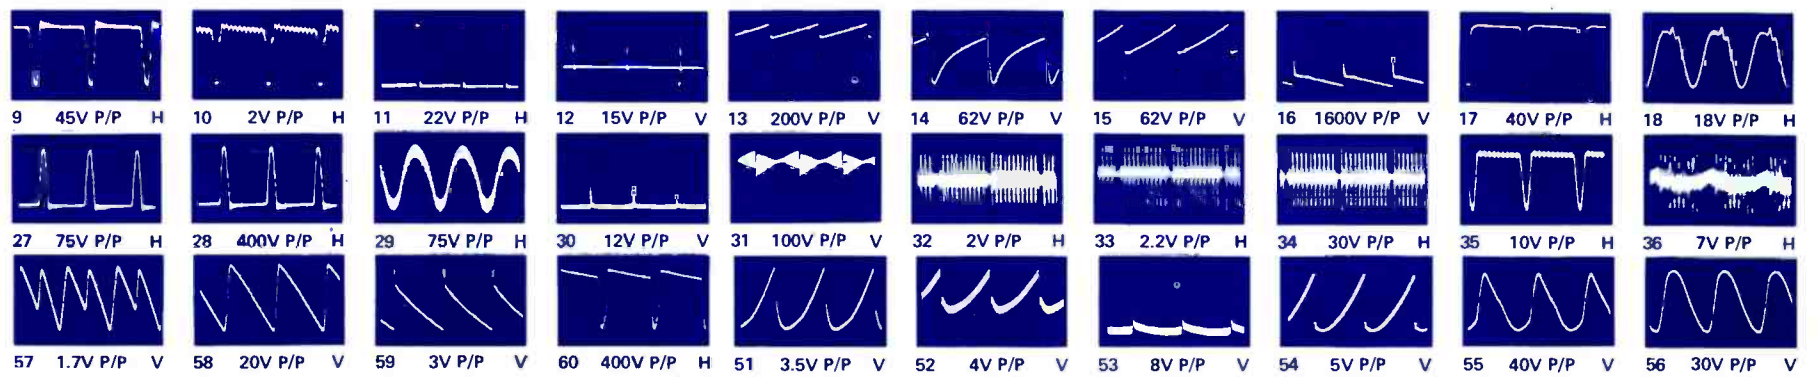 9 45V P/P H 10 2V P/P H 11 22V P/P H 12 15V P/P V 13 200V P/P V 14 62V P/P V 15 62V P/P V 16 1600V P/P V 17 40V P/P H 18 18V P/P H
27 75V P/P H 28 400V P/P H 29 75V P/P H 30 12V P/P V 31 100V P/P V 32 2V P/P H 33 2.2V P/P H 34 30V P/P H 35 10V P/P H 36 7V P/P H
57 1.7V P/P V 58 20V P/P V 59 3V P/P V 60 400V P/P H 51 3.5V P/P V 52 4V P/P V 53 8V P/P V 54 5V P/P V 55 40V P/P V 56 30V P/P V